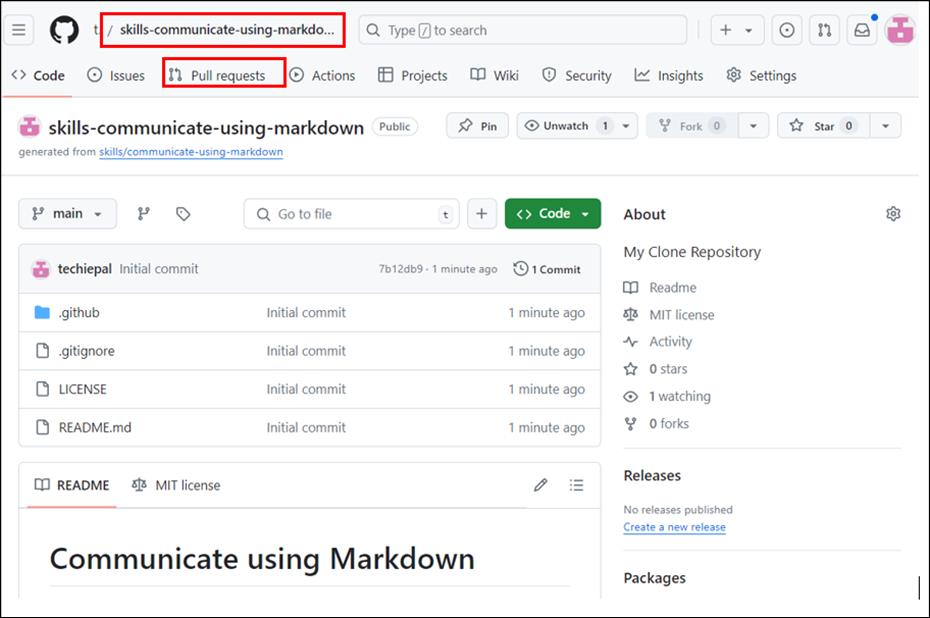 t. / skills-communicate-using-markdo... Type / to search
Code Issues Pull requests Actions Projects Wiki Security Insights Settings
skills-communicate-using-markdown Public Pin Unwatch 1 Fork 0 Star 0
generated from skills/communicate-using-markdown
main Go to file t + Code
About
My Clone Repository
techiepal Initial commit 7b12db9 · 1 minute ago 1 Commit
.github Initial commit 1 minute ago
.gitignore Initial commit 1 minute ago
LICENSE Initial commit 1 minute ago
README.md Initial commit 1 minute ago
Readme
MIT license
Activity
0 stars
1 watching
0 forks
README MIT license
Communicate using Markdown
Releases
No releases published
Create a new release
Packages